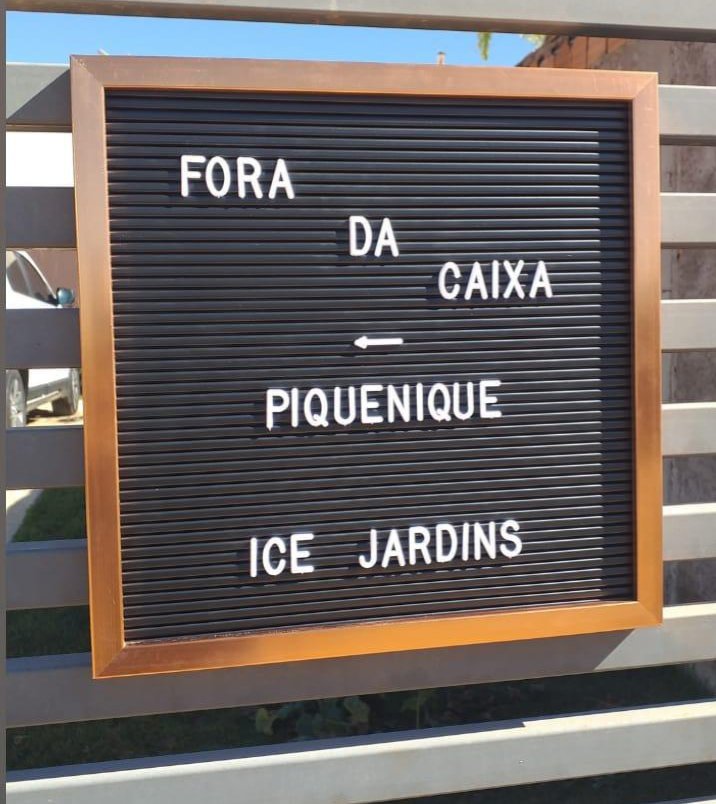 FORA
DA
CAIXA
←
PIQUENIQUE
ICE JARDINS